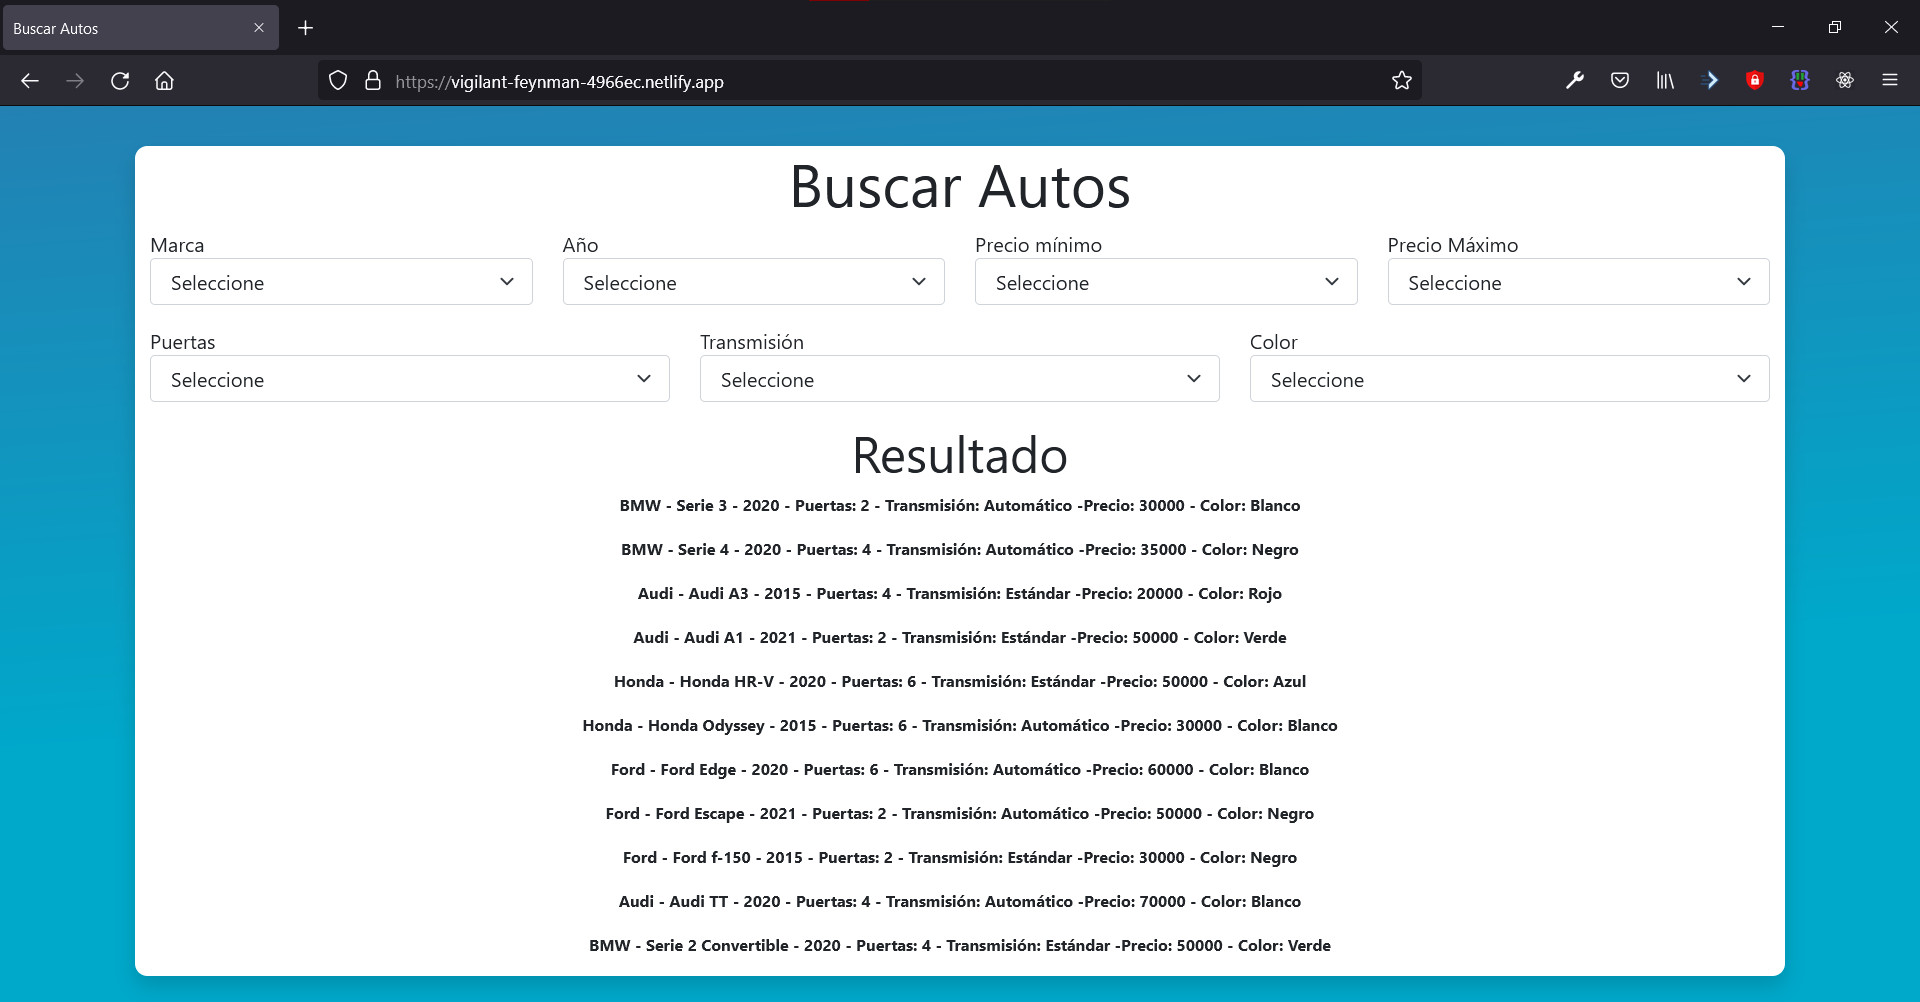 Buscar Autos
https://vigilant-feynman-4966ec.netlify.app
Buscar Autos
Marca Año Precio mínimo Precio Máximo
Seleccione Seleccione Seleccione Seleccione
Puertas Transmisión Color
Seleccione Seleccione Seleccione
Resultado
BMW - Serie 3 - 2020 - Puertas: 2 - Transmisión: Automático -Precio: 30000 - Color: Blanco
BMW - Serie 4 - 2020 - Puertas: 4 - Transmisión: Automático -Precio: 35000 - Color: Negro
Audi - Audi A3 - 2015 - Puertas: 4 - Transmisión: Estándar -Precio: 20000 - Color: Rojo
Audi - Audi A1 - 2021 - Puertas: 2 - Transmisión: Estándar -Precio: 50000 - Color: Verde
Honda - Honda HR-V - 2020 - Puertas: 6 - Transmisión: Estándar -Precio: 50000 - Color: Azul
Honda - Honda Odyssey - 2015 - Puertas: 6 - Transmisión: Automático -Precio: 30000 - Color: Blanco
Ford - Ford Edge - 2020 - Puertas: 6 - Transmisión: Automático -Precio: 60000 - Color: Blanco
Ford - Ford Escape - 2021 - Puertas: 2 - Transmisión: Automático -Precio: 50000 - Color: Negro
Ford - Ford f-150 - 2015 - Puertas: 2 - Transmisión: Estándar -Precio: 30000 - Color: Negro
Audi - Audi TT - 2020 - Puertas: 4 - Transmisión: Automático -Precio: 70000 - Color: Blanco
BMW - Serie 2 Convertible - 2020 - Puertas: 4 - Transmisión: Estándar -Precio: 50000 - Color: Verde